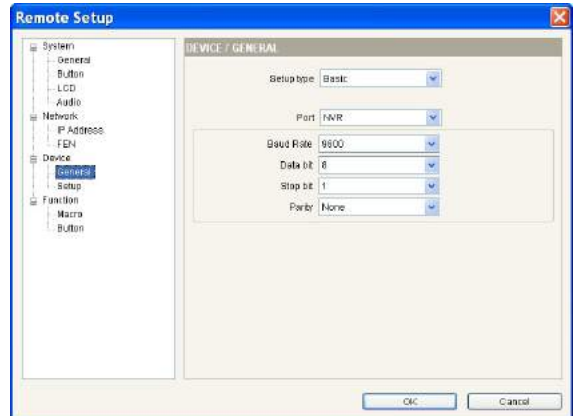 Remote Setup
System
General
Button
LCD
Audio
Network
IP Address
FEN
Device
General
Setup
Function
Macro
Button
DEVICE / GENERAL
Setup type Basic
Port NVR
Baud Rate 9600
Data bit 8
Stop bit 1
Parity None
OK Cancel